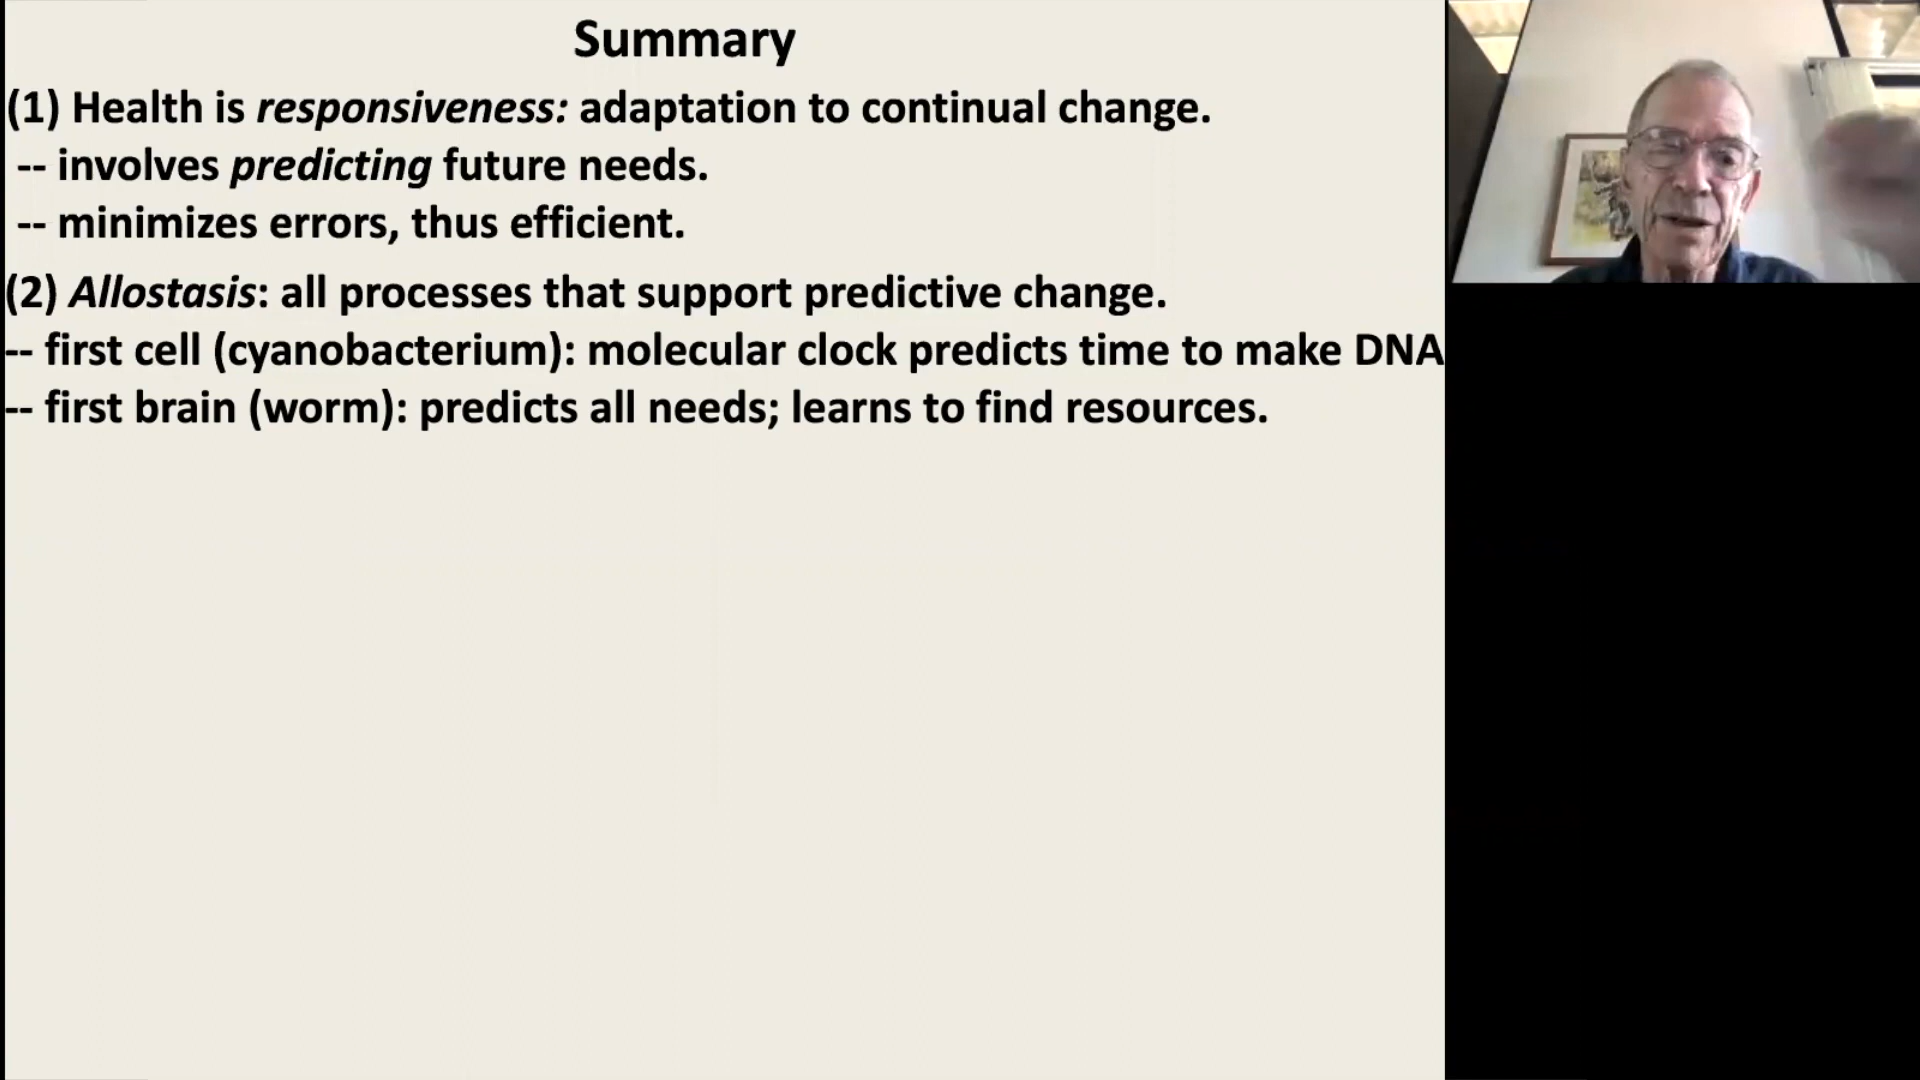 Summary
(1) Health is responsiveness: adaptation to continual change.
-- involves predicting future needs.
-- minimizes errors, thus efficient.
(2) Allostasis: all processes that support predictive change.
-- first cell (cyanobacterium): molecular clock predicts time to make DNA
-- first brain (worm): predicts all needs; learns to find resources.